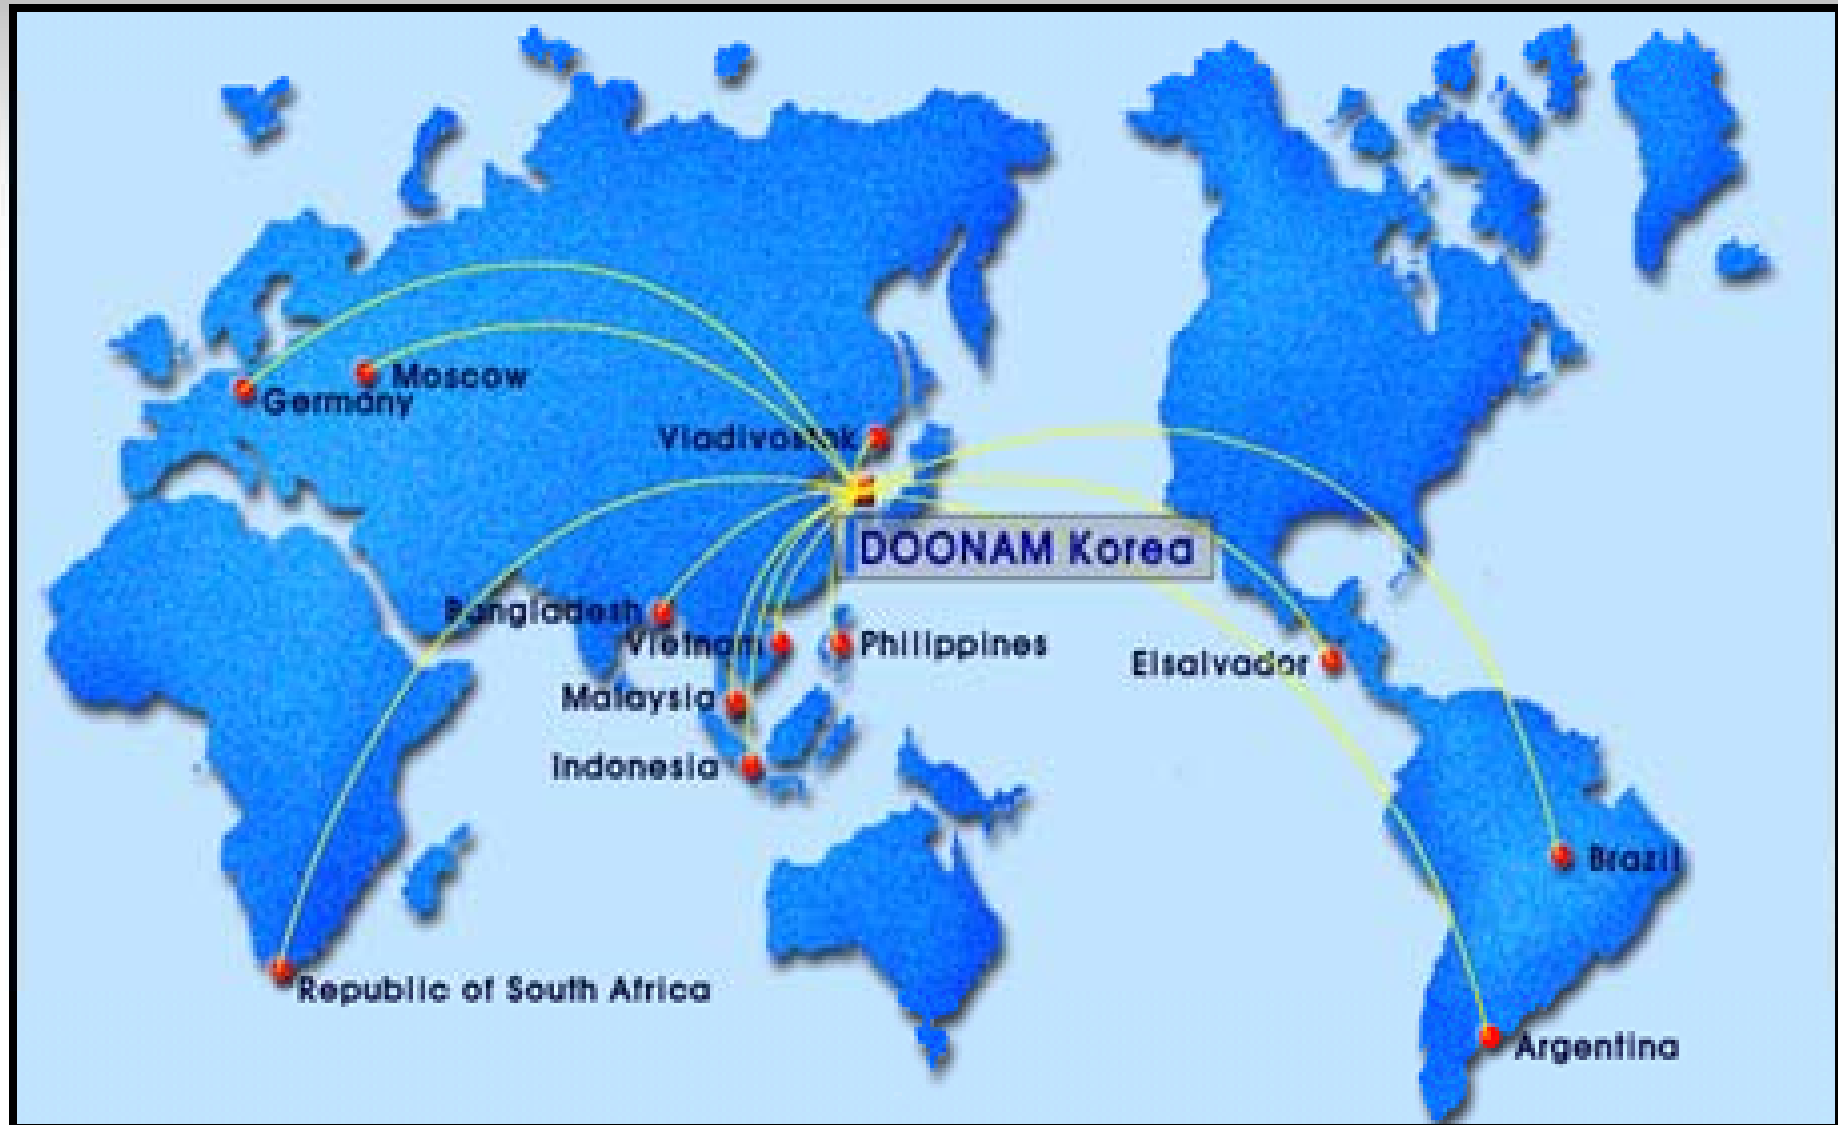 Moscow
Germany
Vladivostok
DOONAM Korea
Bangladesh
Vietnam
Philippines
Elsalvador
Malaysia
Indonesia
Brazil
Republic of South Africa
Argentina